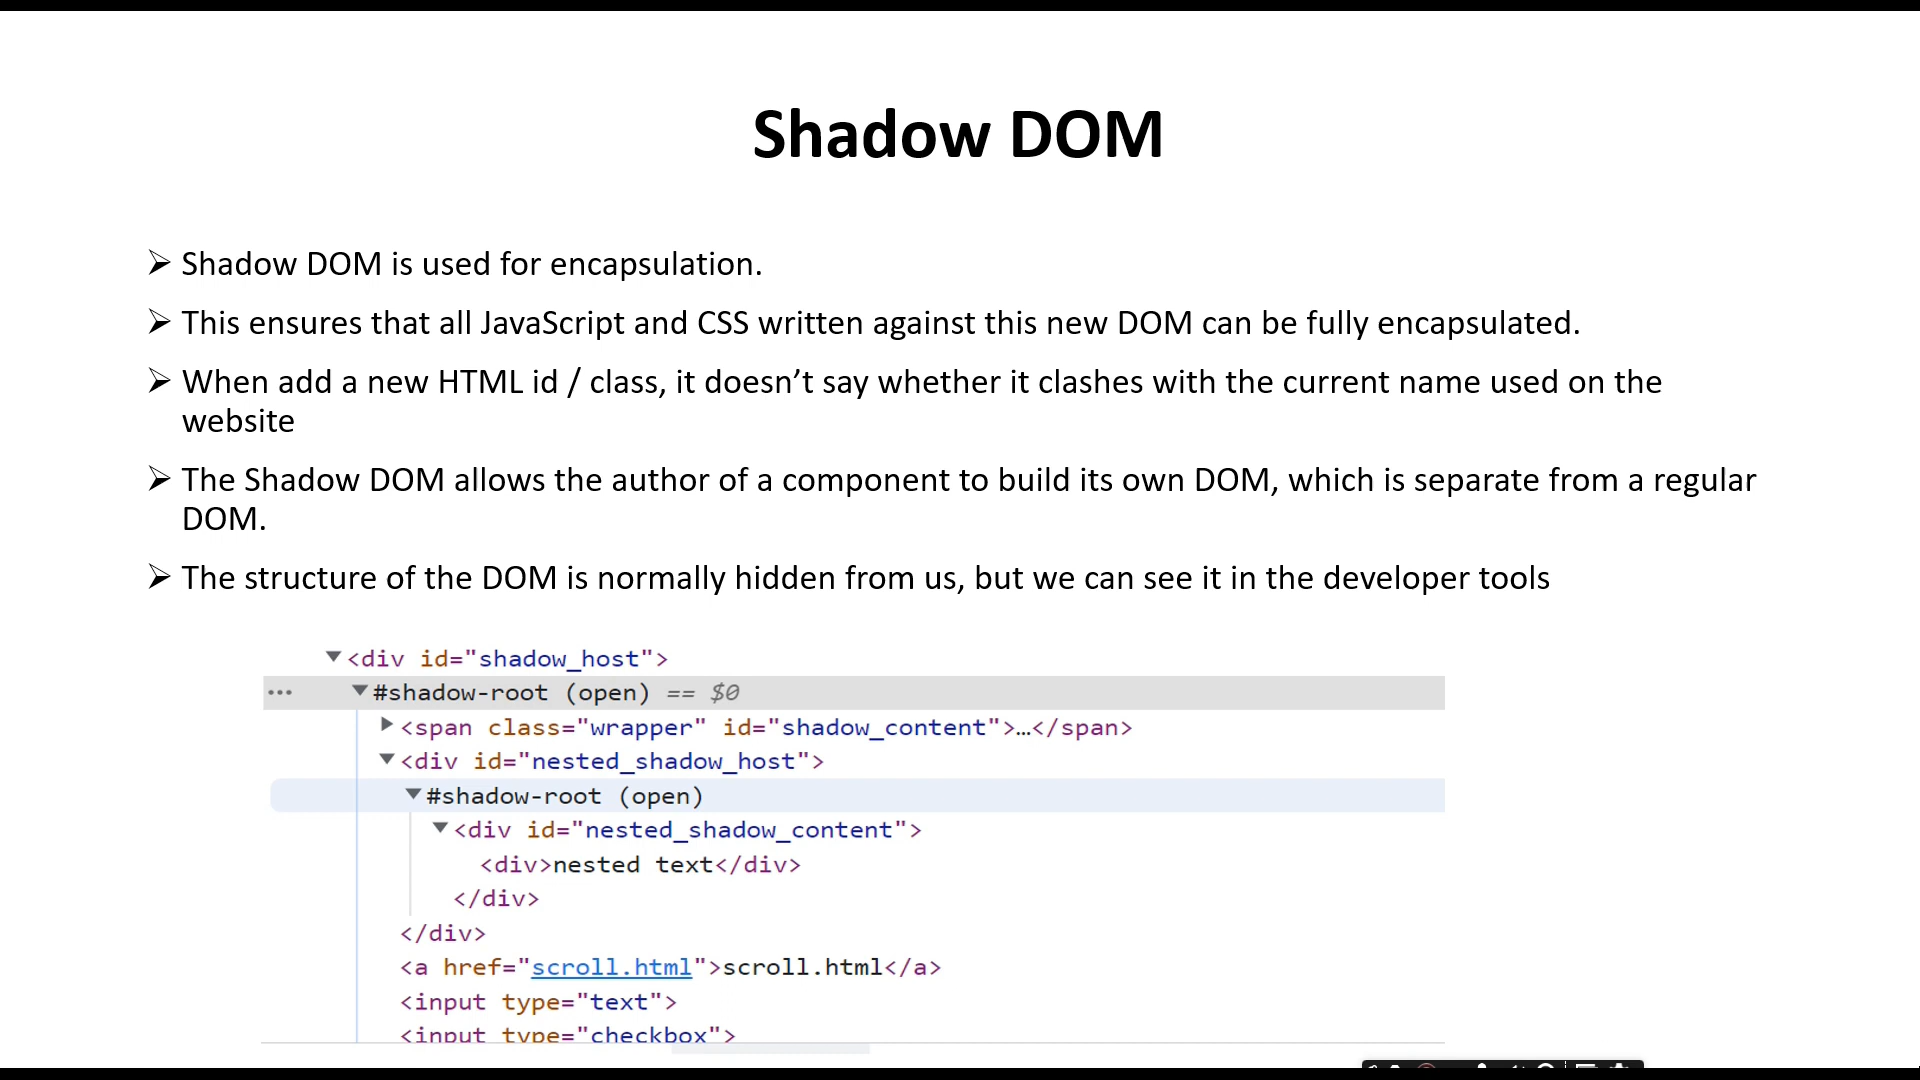 Shadow DOM
➢ Shadow DOM is used for encapsulation.
➢ This ensures that all JavaScript and CSS written against this new DOM can be fully encapsulated.
➢ When add a new HTML id / class, it doesn’t say whether it clashes with the current name used on the
website
➢ The Shadow DOM allows the author of a component to build its own DOM, which is separate from a regular
DOM.
➢ The structure of the DOM is normally hidden from us, but we can see it in the developer tools
▼<div id="shadow_host">
••• ▼#shadow-root (open) == $0
▶<span class="wrapper" id="shadow_content">…</span>
▼<div id="nested_shadow_host">
▼#shadow-root (open)
▼<div id="nested_shadow_content">
<div>nested text</div>
</div>
</div>
<a href="scroll.html">scroll.html</a>
<input type="text">
<input type="checkbox">